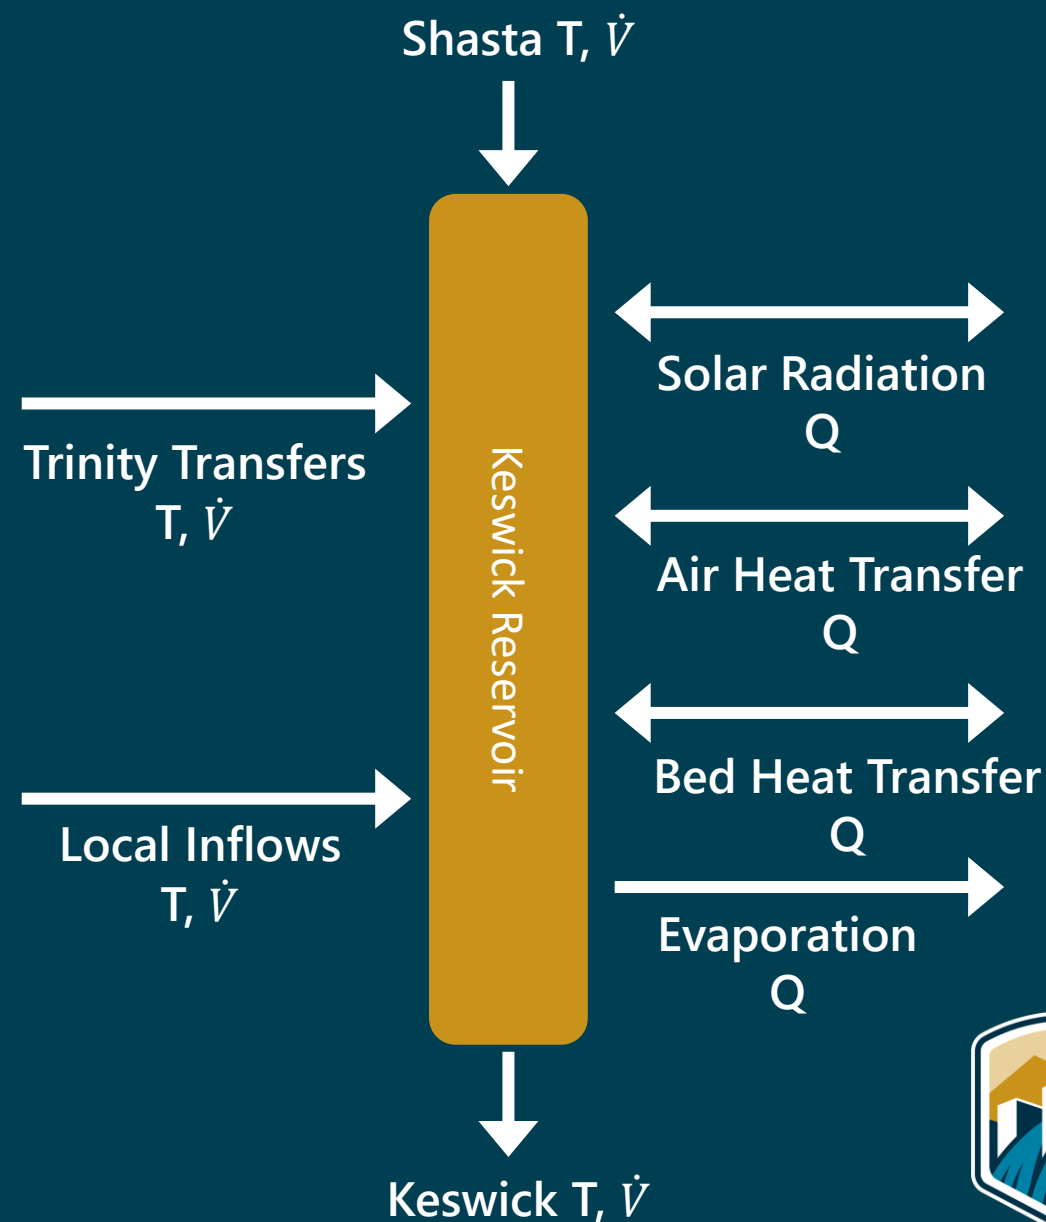 Shasta T, V̇
Solar Radiation
Q
Trinity Transfers
T, V̇
Keswick Reservoir
Air Heat Transfer
Q
Bed Heat Transfer
Q
Local Inflows
T, V̇
Evaporation
Q
Keswick T, V̇